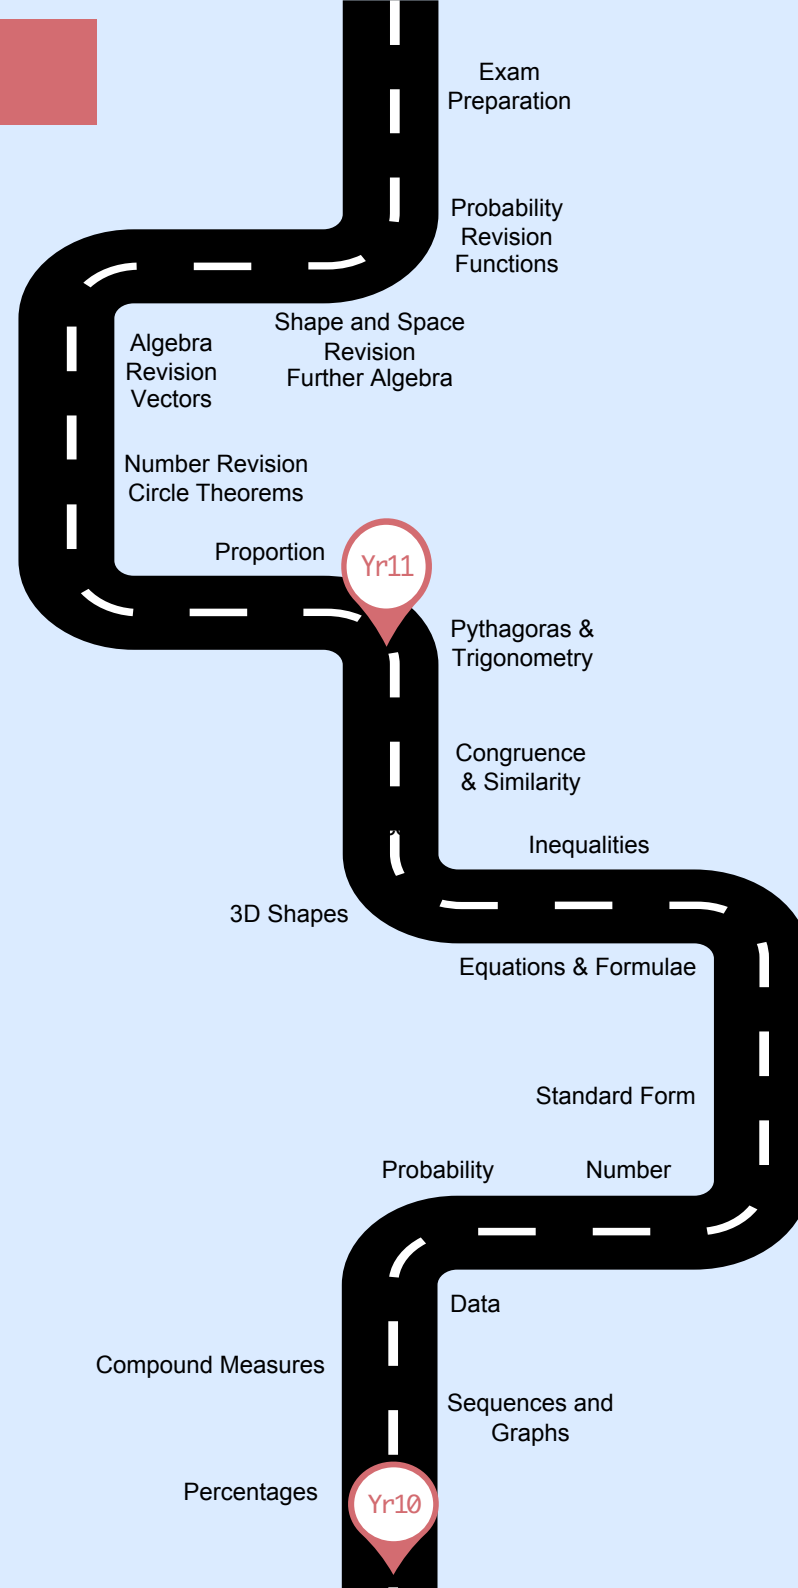 Exam
Preparation
Probability
Revision
Functions
Shape and Space
Revision
Further Algebra
Algebra
Revision
Vectors
Number Revision
Circle Theorems
Proportion
Yr11
Pythagoras &
Trigonometry
Congruence
& Similarity
Inequalities
3D Shapes
Equations & Formulae
Standard Form
Probability
Number
Data
Compound Measures
Sequences and
Graphs
Percentages
Yr10